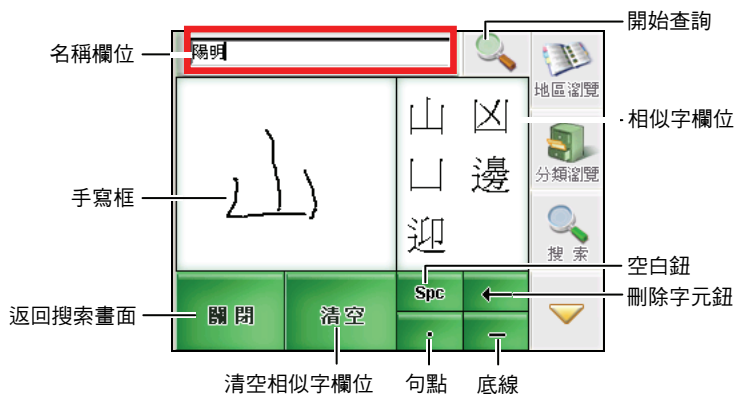 開始查詢
名稱欄位
陽明
地區瀏覽
山 凶
相似字欄位
凵 邊
分類瀏覽
手寫框
山
迎
搜索
空白鈕
Spc ←
刪除字元鈕
返回搜索畫面
關閉 清空
. –
清空相似字欄位 句點 底線